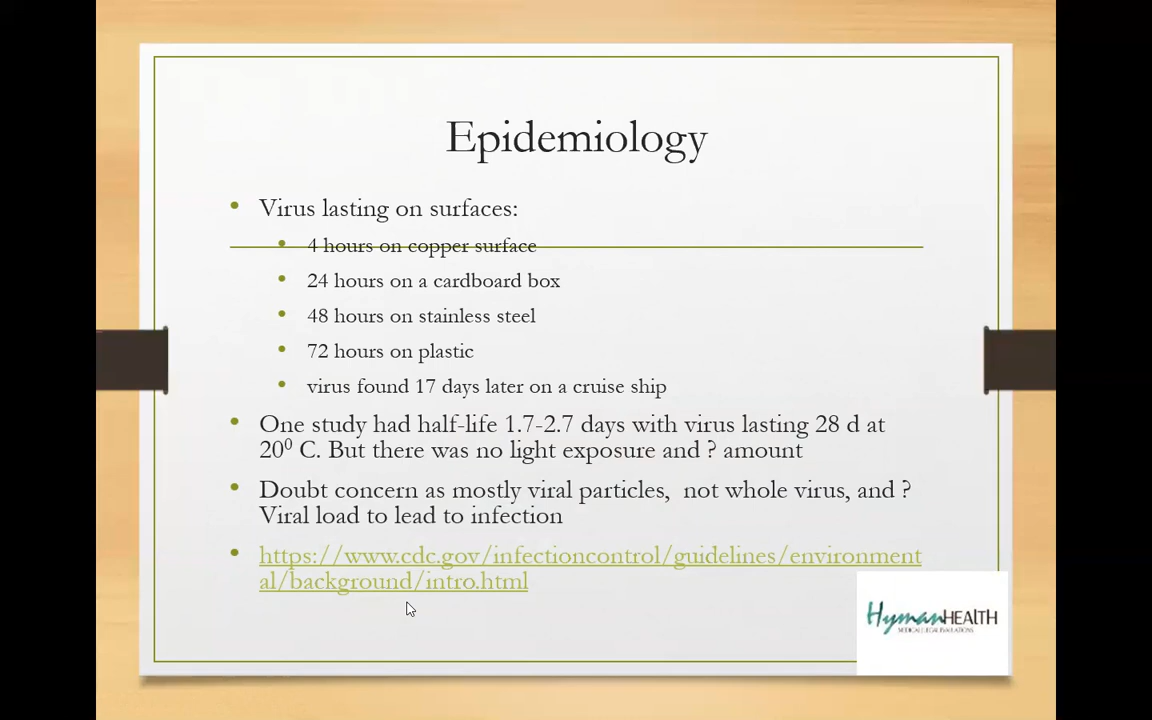 Epidemiology
• Virus lasting on surfaces:
• 4 hours on copper surface
• 24 hours on a cardboard box
• 48 hours on stainless steel
• 72 hours on plastic
• virus found 17 days later on a cruise ship
• One study had half-life 1.7-2.7 days with virus lasting 28 d at
20⁰ C. But there was no light exposure and ? amount
• Doubt concern as mostly viral particles, not whole virus, and ?
Viral load to lead to infection
• https://www.cdc.gov/infectioncontrol/guidelines/environment
al/background/intro.html
HymanHEALTH
MEDICAL LEGAL EVALUATIONS